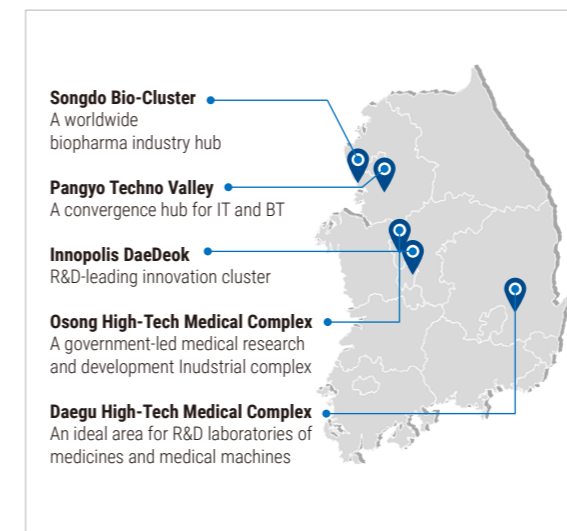 Songdo Bio-Cluster
A worldwide
biopharma industry hub
Pangyo Techno Valley
A convergence hub for IT and BT
Innopolis DaeDeok
R&D-leading innovation cluster
Osong High-Tech Medical Complex
A government-led medical research
and development Inudstrial complex
Daegu High-Tech Medical Complex
An ideal area for R&D laboratories of
medicines and medical machines